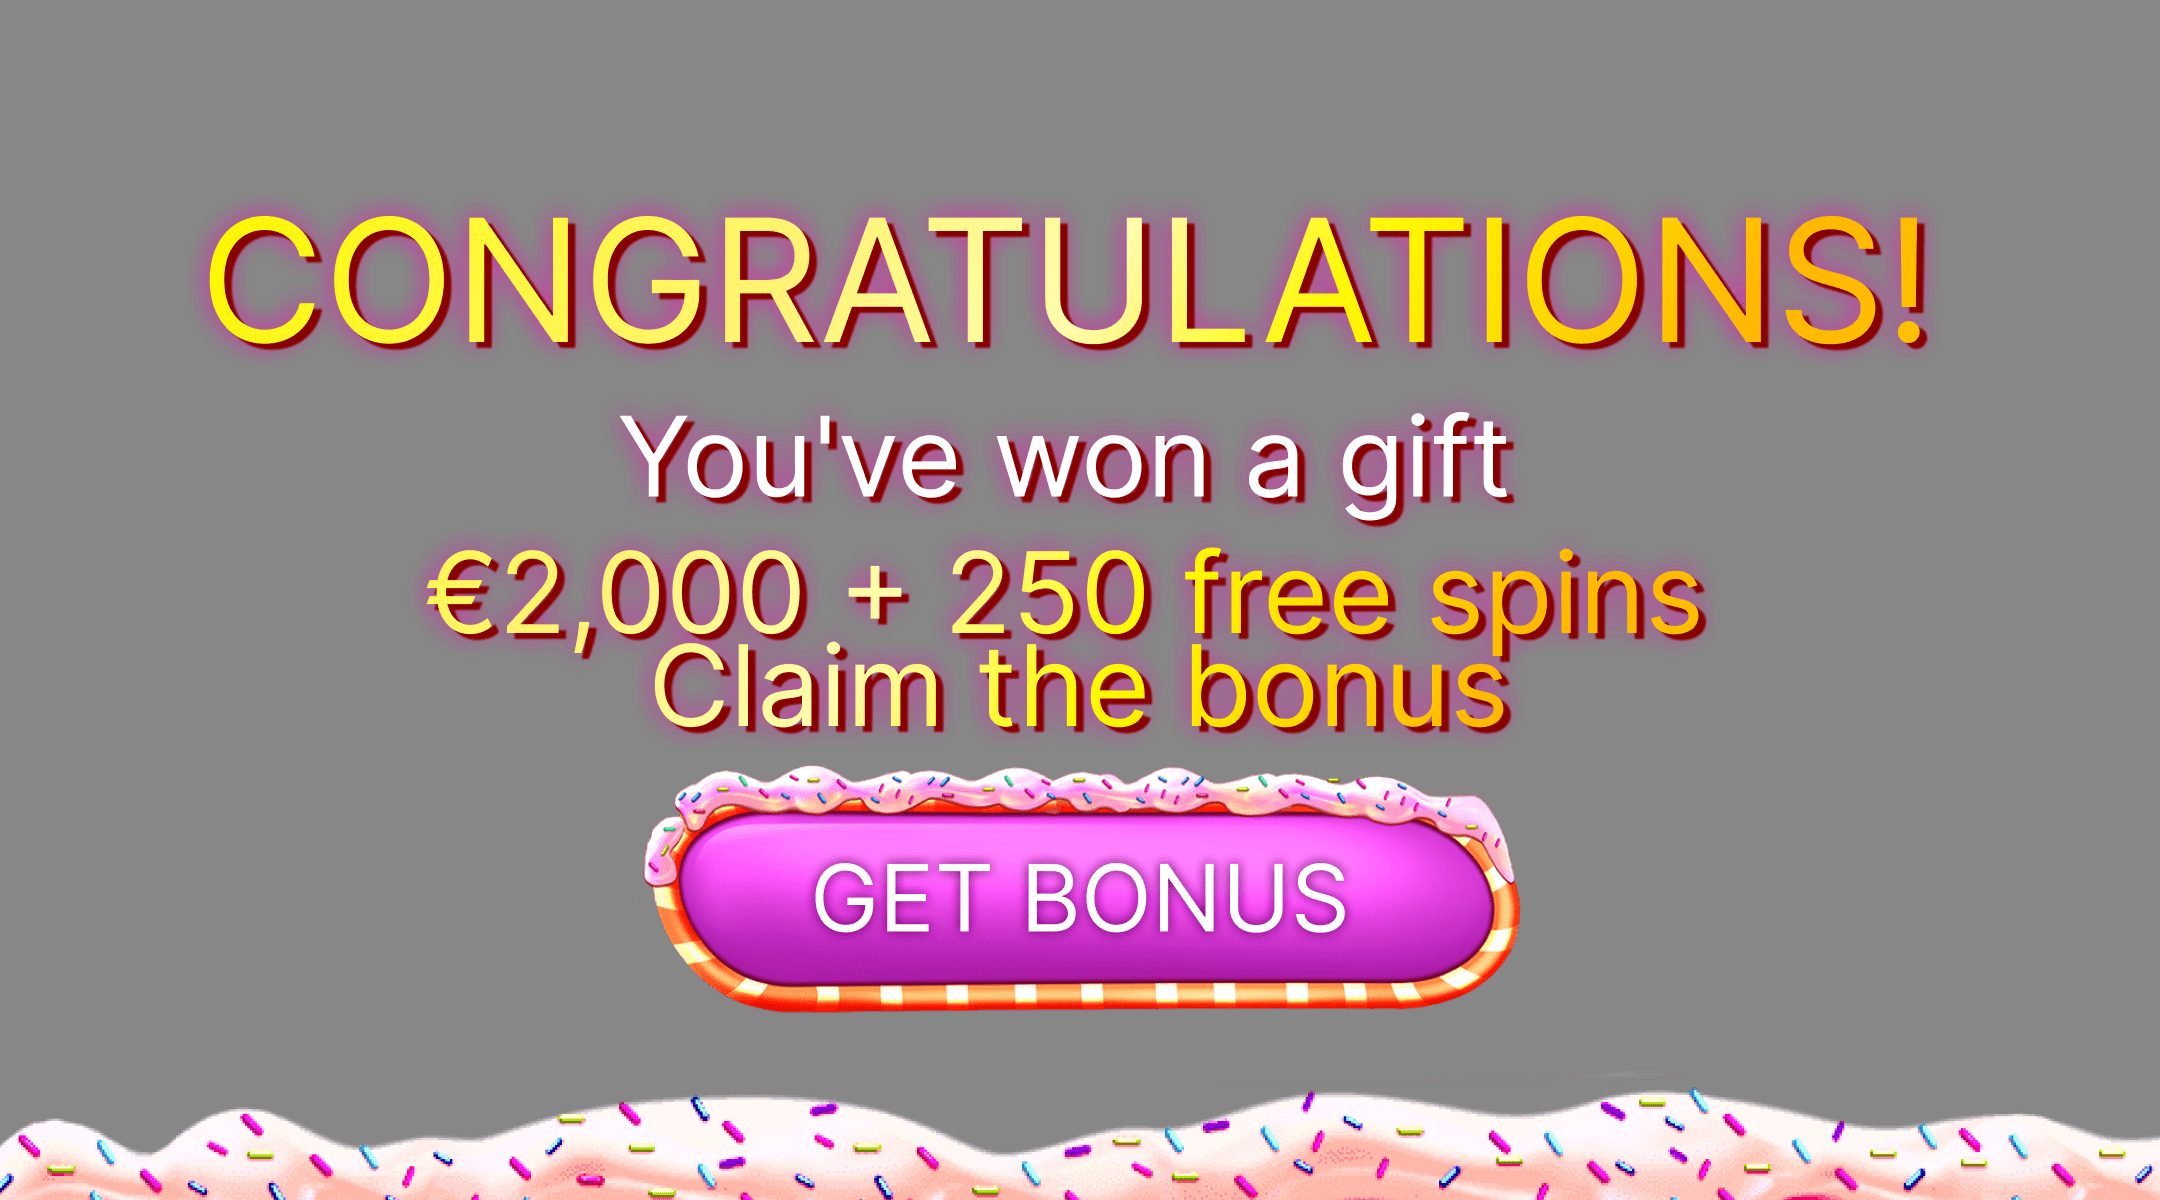 CONGRATULATIONS!
You've won a gift
€2,000 + 250 free spins
Claim the bonus
GET BONUS